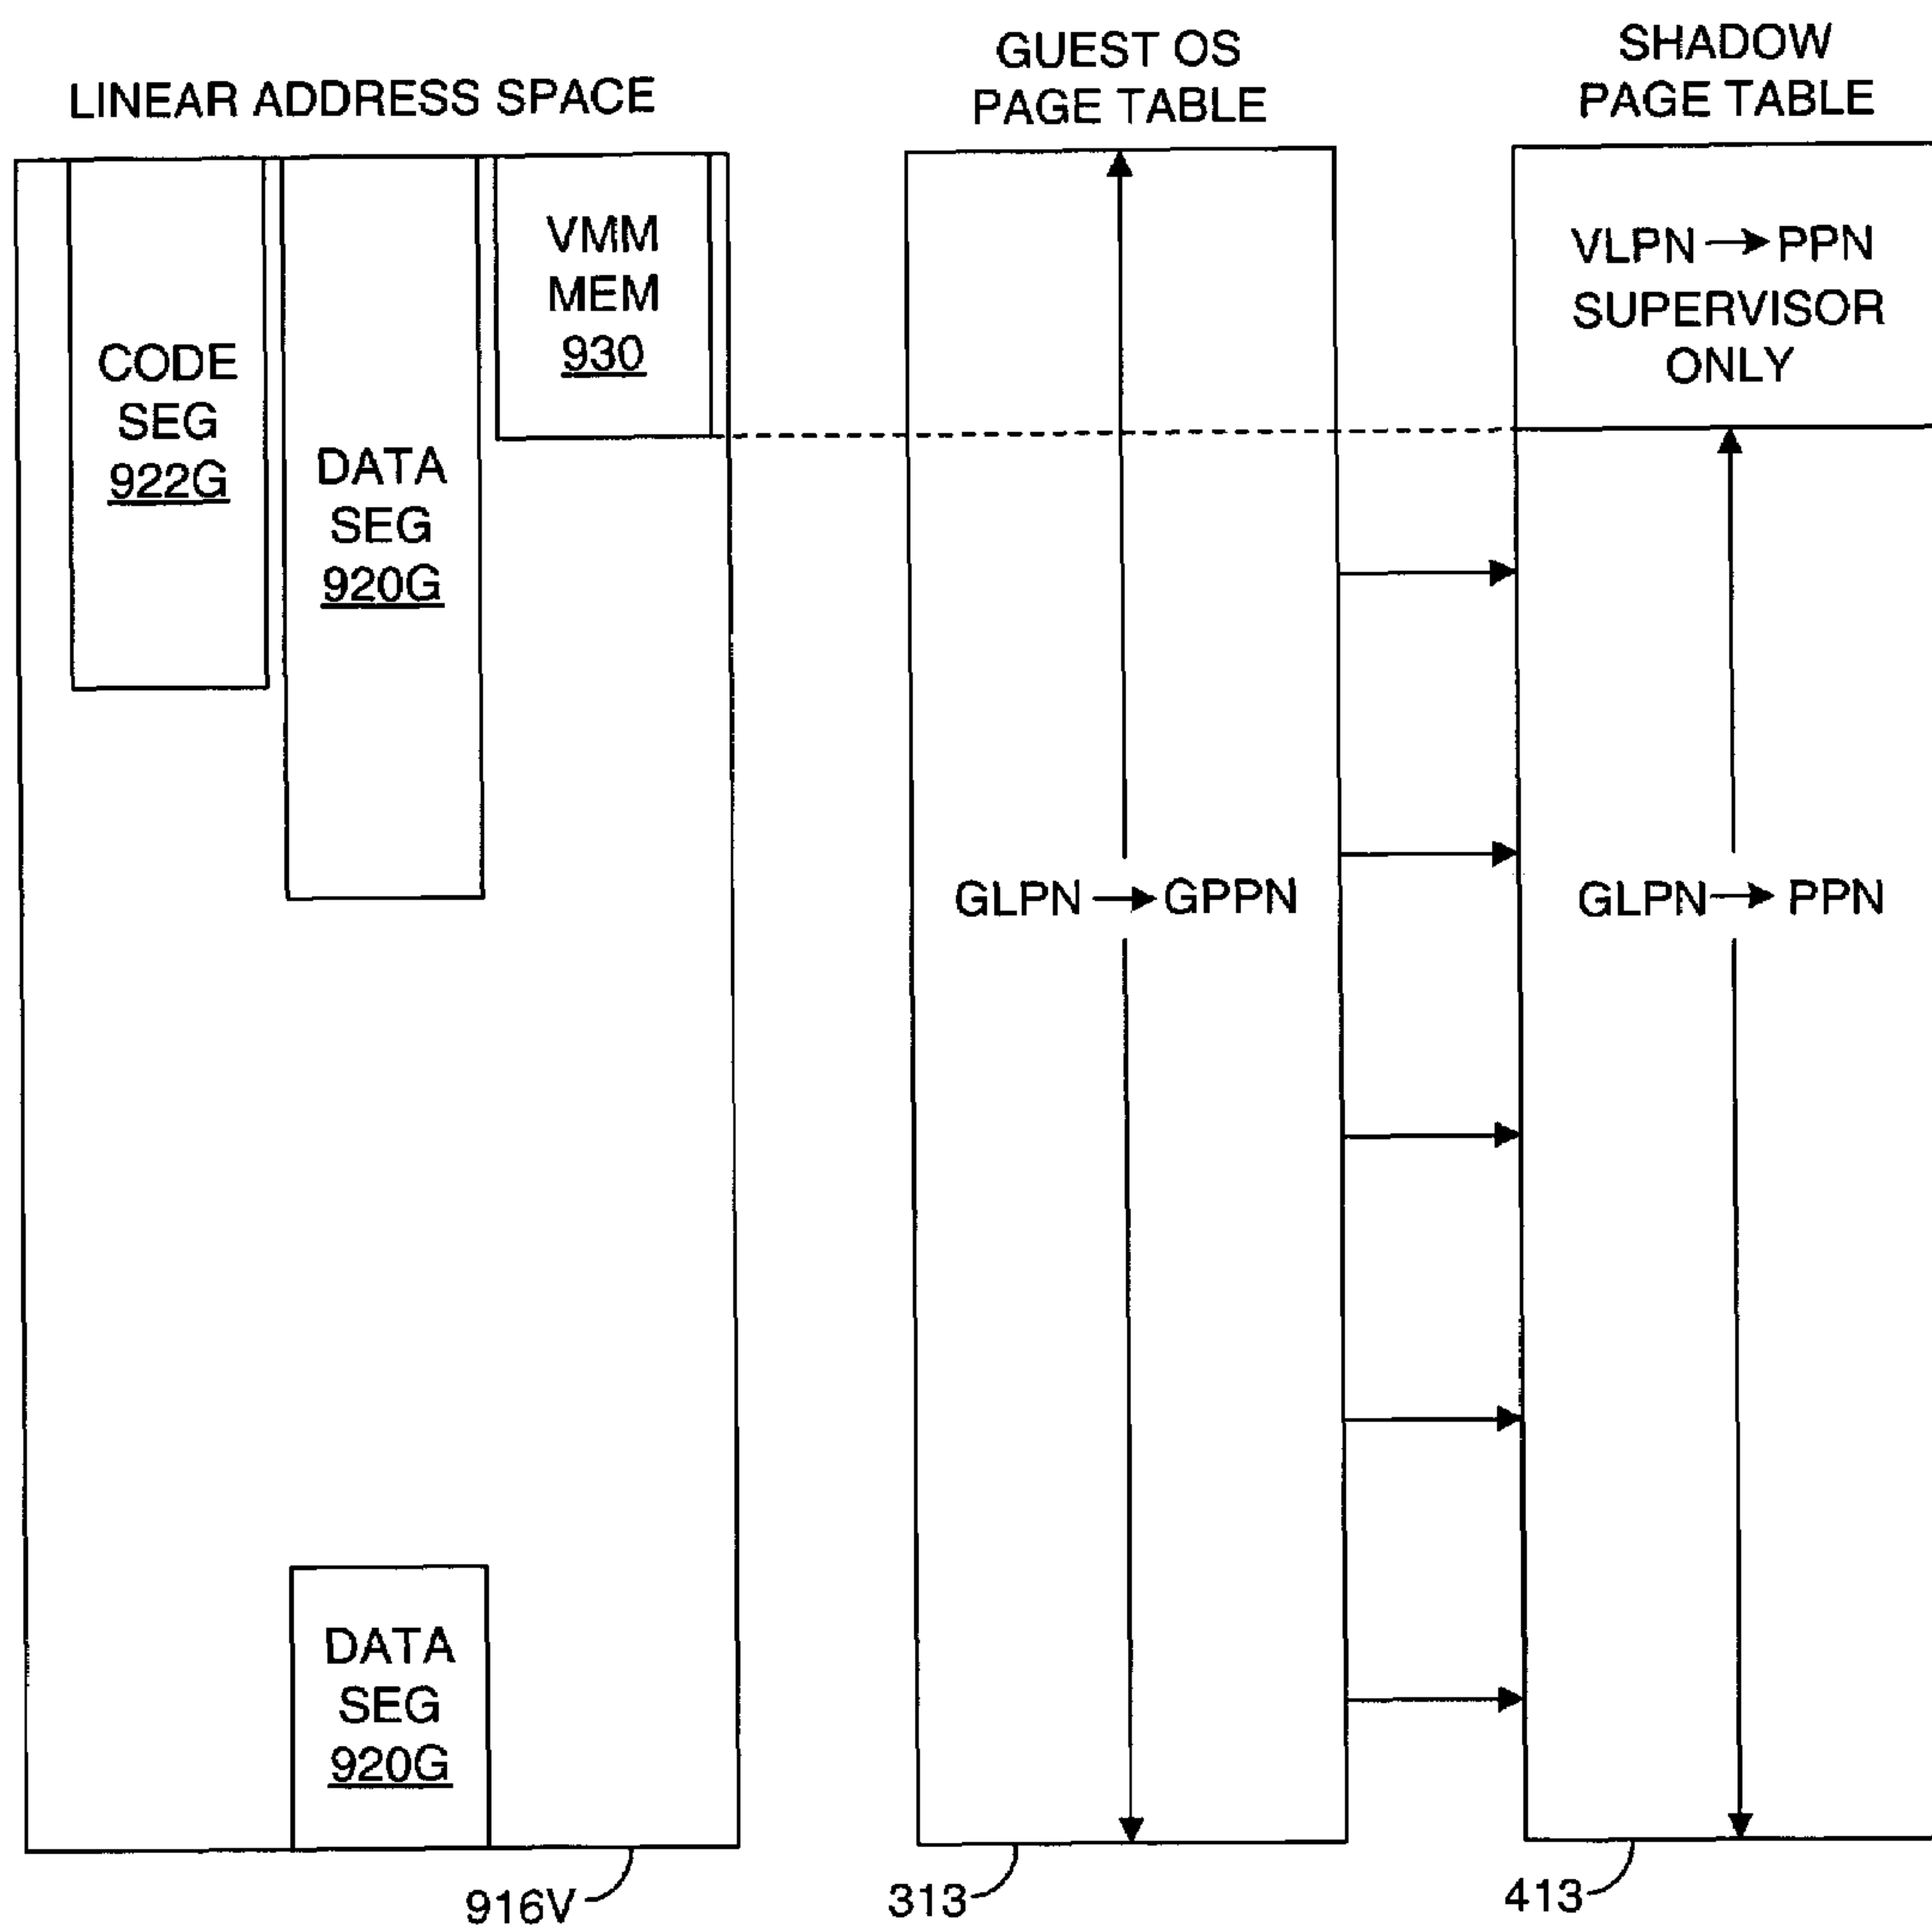 LINEAR ADDRESS SPACE
GUEST OS
PAGE TABLE
SHADOW
PAGE TABLE
CODE
SEG
922G
DATA
SEG
920G
VMM
MEM
930
VLPN → PPN
SUPERVISOR
ONLY
GLPN → GPPN
GLPN → PPN
DATA
SEG
920G
916V
313
413